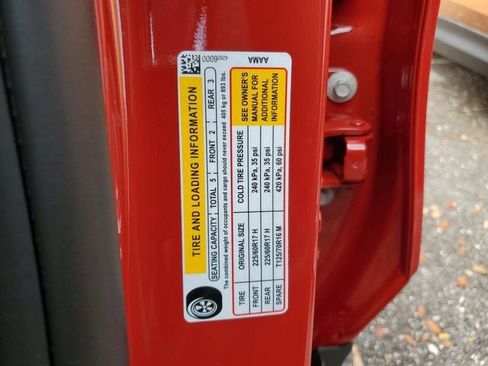 TIRE AND LOADING INFORMATION
SEATING CAPACITY TOTAL 5 FRONT 2 REAR 3
The combined weight of occupants and cargo should never exceed 405 kg or 893 lbs.
TIRE ORIGINAL SIZE COLD TIRE PRESSURE
FRONT 225/60R17 H 240 kPa, 35 psi
REAR 225/60R17 H 240 kPa, 35 psi
SPARE T125/70R16 M 420 kPa, 60 psi
SEE OWNER'S
MANUAL FOR
ADDITIONAL
INFORMATION
AAMA